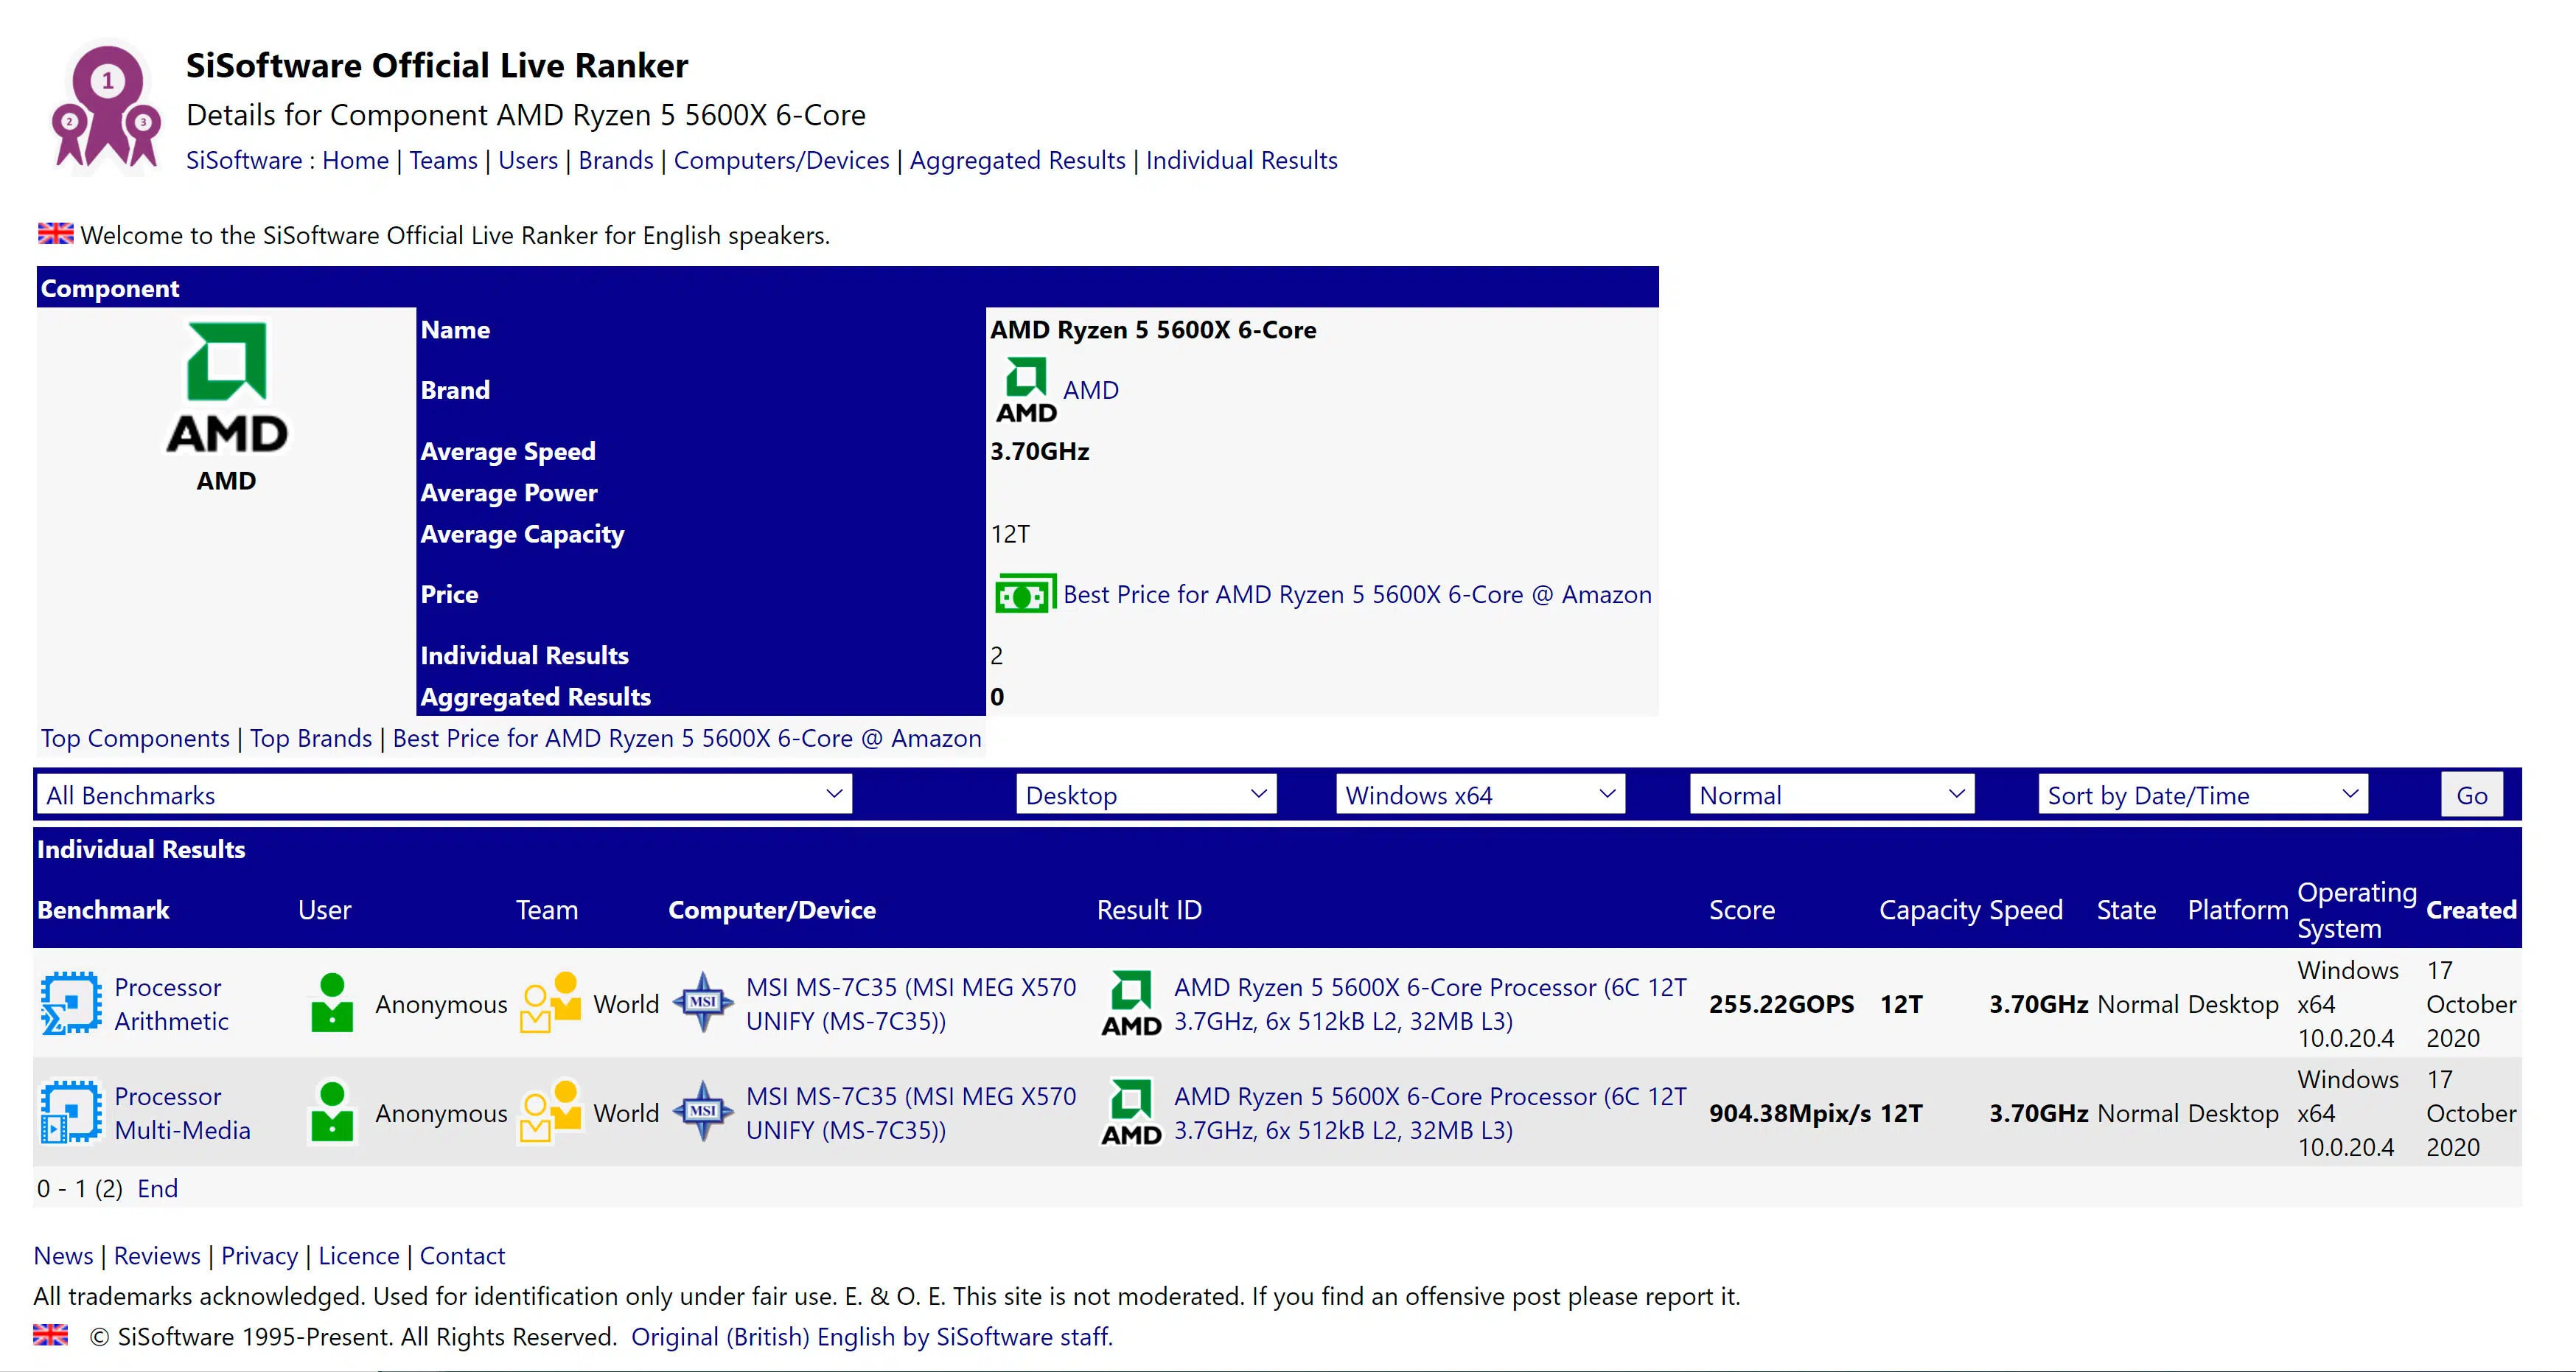 1
2
3
SiSoftware Official Live Ranker
Details for Component AMD Ryzen 5 5600X 6-Core
SiSoftware : Home | Teams | Users | Brands | Computers/Devices | Aggregated Results | Individual Results
Welcome to the SiSoftware Official Live Ranker for English speakers.
Component
AMD
AMD
Name AMD Ryzen 5 5600X 6-Core
Brand AMD AMD
Average Speed 3.70GHz
Average Power
Average Capacity 12T
Price Best Price for AMD Ryzen 5 5600X 6-Core @ Amazon
Individual Results 2
Aggregated Results 0
Top Components | Top Brands | Best Price for AMD Ryzen 5 5600X 6-Core @ Amazon
All Benchmarks Desktop Windows x64 Normal Sort by Date/Time Go
Individual Results
Benchmark User Team Computer/Device Result ID Score Capacity Speed State Platform Operating System Created
Processor Arithmetic Anonymous World MSI MSI MS-7C35 (MSI MEG X570 UNIFY (MS-7C35)) AMD AMD Ryzen 5 5600X 6-Core Processor (6C 12T 3.7GHz, 6x 512kB L2, 32MB L3) 255.22GOPS 12T 3.70GHz Normal Desktop Windows x64 10.0.20.4 17 October 2020
Processor Multi-Media Anonymous World MSI MSI MS-7C35 (MSI MEG X570 UNIFY (MS-7C35)) AMD AMD Ryzen 5 5600X 6-Core Processor (6C 12T 3.7GHz, 6x 512kB L2, 32MB L3) 904.38Mpix/s 12T 3.70GHz Normal Desktop Windows x64 10.0.20.4 17 October 2020
0 - 1 (2) End
News | Reviews | Privacy | Licence | Contact
All trademarks acknowledged. Used for identification only under fair use. E. & O. E. This site is not moderated. If you find an offensive post please report it.
© SiSoftware 1995-Present. All Rights Reserved. Original (British) English by SiSoftware staff.